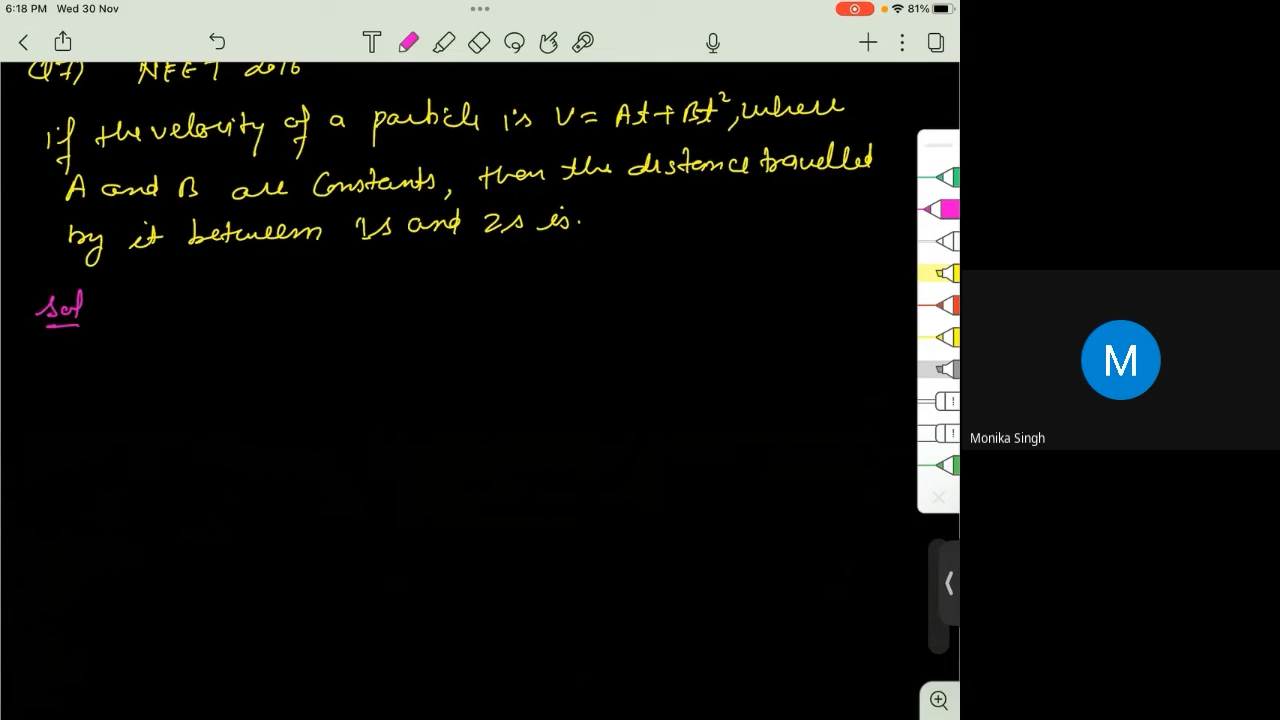 6:18 PM Wed 30 Nov
81%
(Q7) NEET 2016
if the velocity of a particle is V = At + Bt², where
A and B are Constants, then the distance travelled
by it between 1s and 2s is.
sol
M
Monika Singh